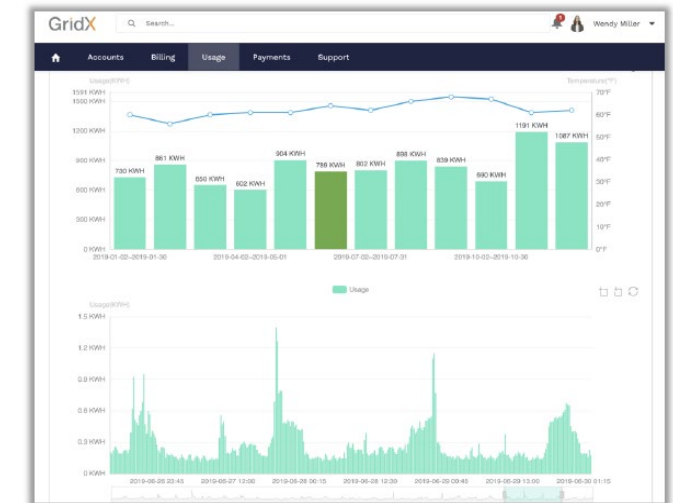 GridX
Search...
Wendy Miller
Accounts Billing Usage Payments Support
Usage(KWH) Temperature(°F)
1591 KWH
1500 KWH
1200 KWH
900 KWH
600 KWH
300 KWH
0 KWH
70°F
60°F
50°F
40°F
30°F
20°F
10°F
0°F
730 KWH
861 KWH
650 KWH
602 KWH
904 KWH
789 KWH
802 KWH
898 KWH
839 KWH
690 KWH
1191 KWH
1087 KWH
2019-01-02~2019-01-30 2019-04-02~2019-05-01 2019-07-02~2019-07-31 2019-10-02~2019-10-30
Usage
Usage(KWH)
1.5 KWH
1.2 KWH
0.9 KWH
0.6 KWH
0.3 KWH
0 KWH
2019-06-26 23:45 2019-06-27 12:00 2019-06-28 00:15 2019-06-28 12:30 2019-06-29 00:45 2019-06-29 13:00 2019-06-30 01:15